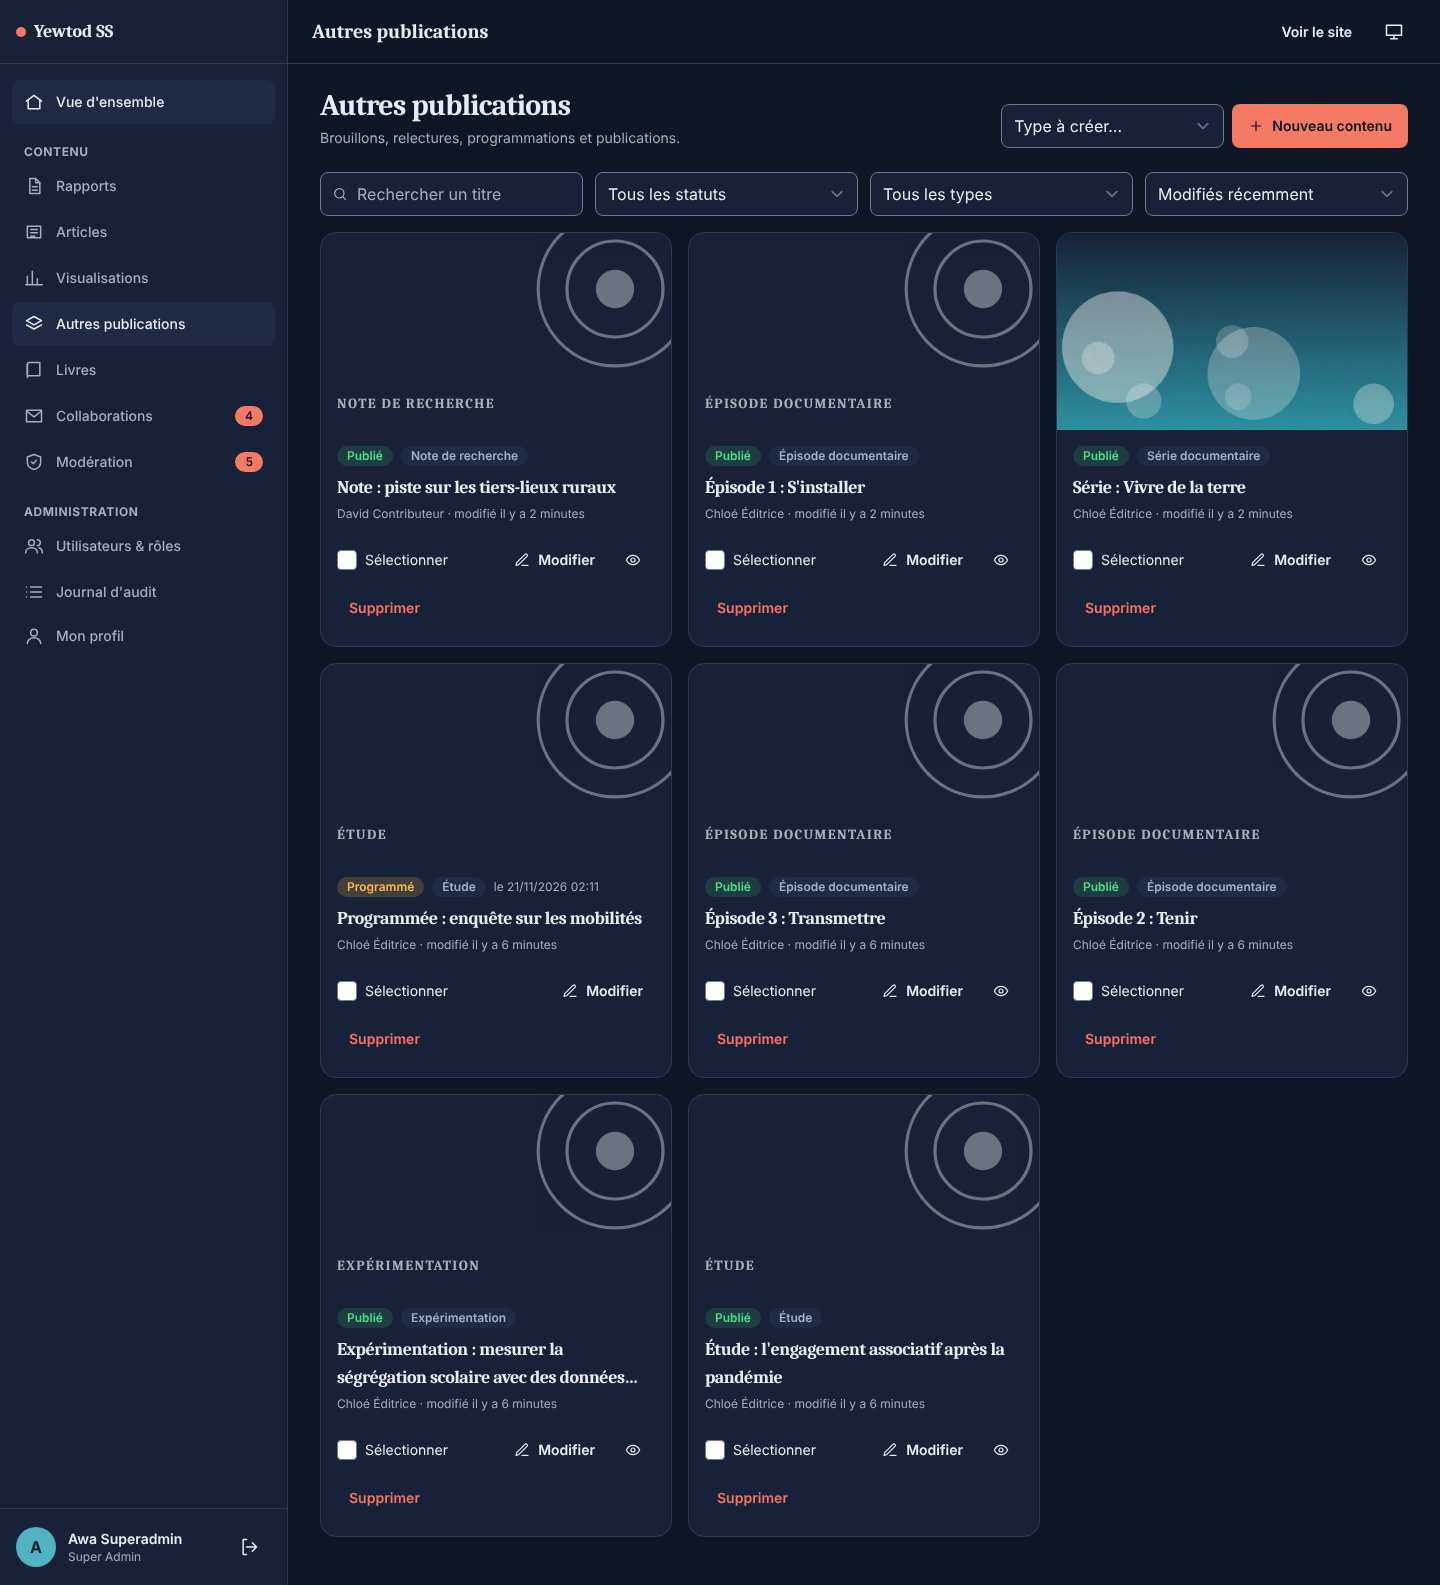 Yewtod SS
Autres publications
Voir le site
Vue d'ensemble
CONTENU
Rapports
Articles
Visualisations
Autres publications
Livres
Collaborations 4
Modération 5
ADMINISTRATION
Utilisateurs & rôles
Journal d'audit
Mon profil
Awa Superadmin
A
Super Admin
Autres publications
Brouillons, relectures, programmations et publications.
Type à créer...
Nouveau contenu
Rechercher un titre
Tous les statuts
Tous les types
Modifiés récemment
NOTE DE RECHERCHE
Publié Note de recherche
Note : piste sur les tiers-lieux ruraux
David Contributeur · modifié il y a 2 minutes
Sélectionner Modifier
Supprimer
ÉPISODE DOCUMENTAIRE
Publié Épisode documentaire
Épisode 1 : S'installer
Chloé Éditrice · modifié il y a 2 minutes
Sélectionner Modifier
Supprimer
Publié Série documentaire
Série : Vivre de la terre
Chloé Éditrice · modifié il y a 2 minutes
Sélectionner Modifier
Supprimer
ÉTUDE
Programmé Étude le 21/11/2026 02:11
Programmée : enquête sur les mobilités
Chloé Éditrice · modifié il y a 6 minutes
Sélectionner Modifier
Supprimer
ÉPISODE DOCUMENTAIRE
Publié Épisode documentaire
Épisode 3 : Transmettre
Chloé Éditrice · modifié il y a 6 minutes
Sélectionner Modifier
Supprimer
ÉPISODE DOCUMENTAIRE
Publié Épisode documentaire
Épisode 2 : Tenir
Chloé Éditrice · modifié il y a 6 minutes
Sélectionner Modifier
Supprimer
EXPÉRIMENTATION
Publié Expérimentation
Expérimentation : mesurer la
ségrégation scolaire avec des données...
Chloé Éditrice · modifié il y a 6 minutes
Sélectionner Modifier
Supprimer
ÉTUDE
Publié Étude
Étude : l'engagement associatif après la
pandémie
Chloé Éditrice · modifié il y a 6 minutes
Sélectionner Modifier
Supprimer